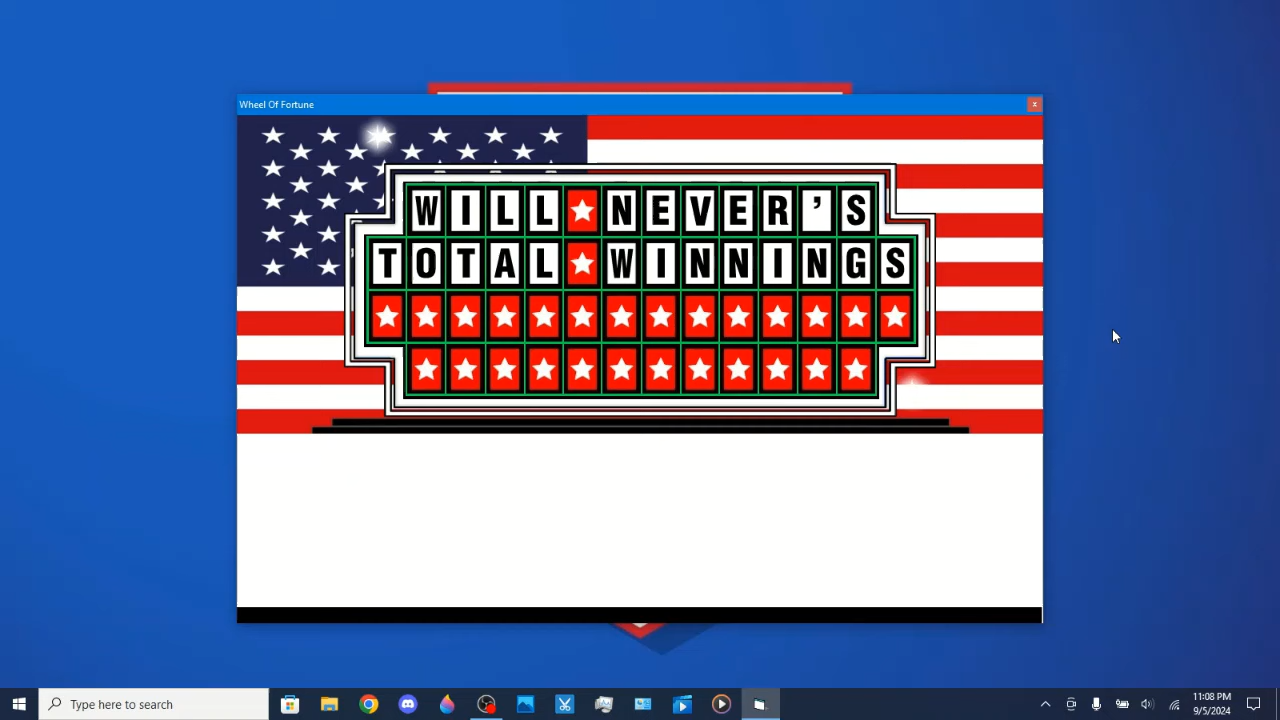 Wheel Of Fortune
WILL NEVER'S
TOTAL WINNINGS
Type here to search
11:08 PM
9/5/2024